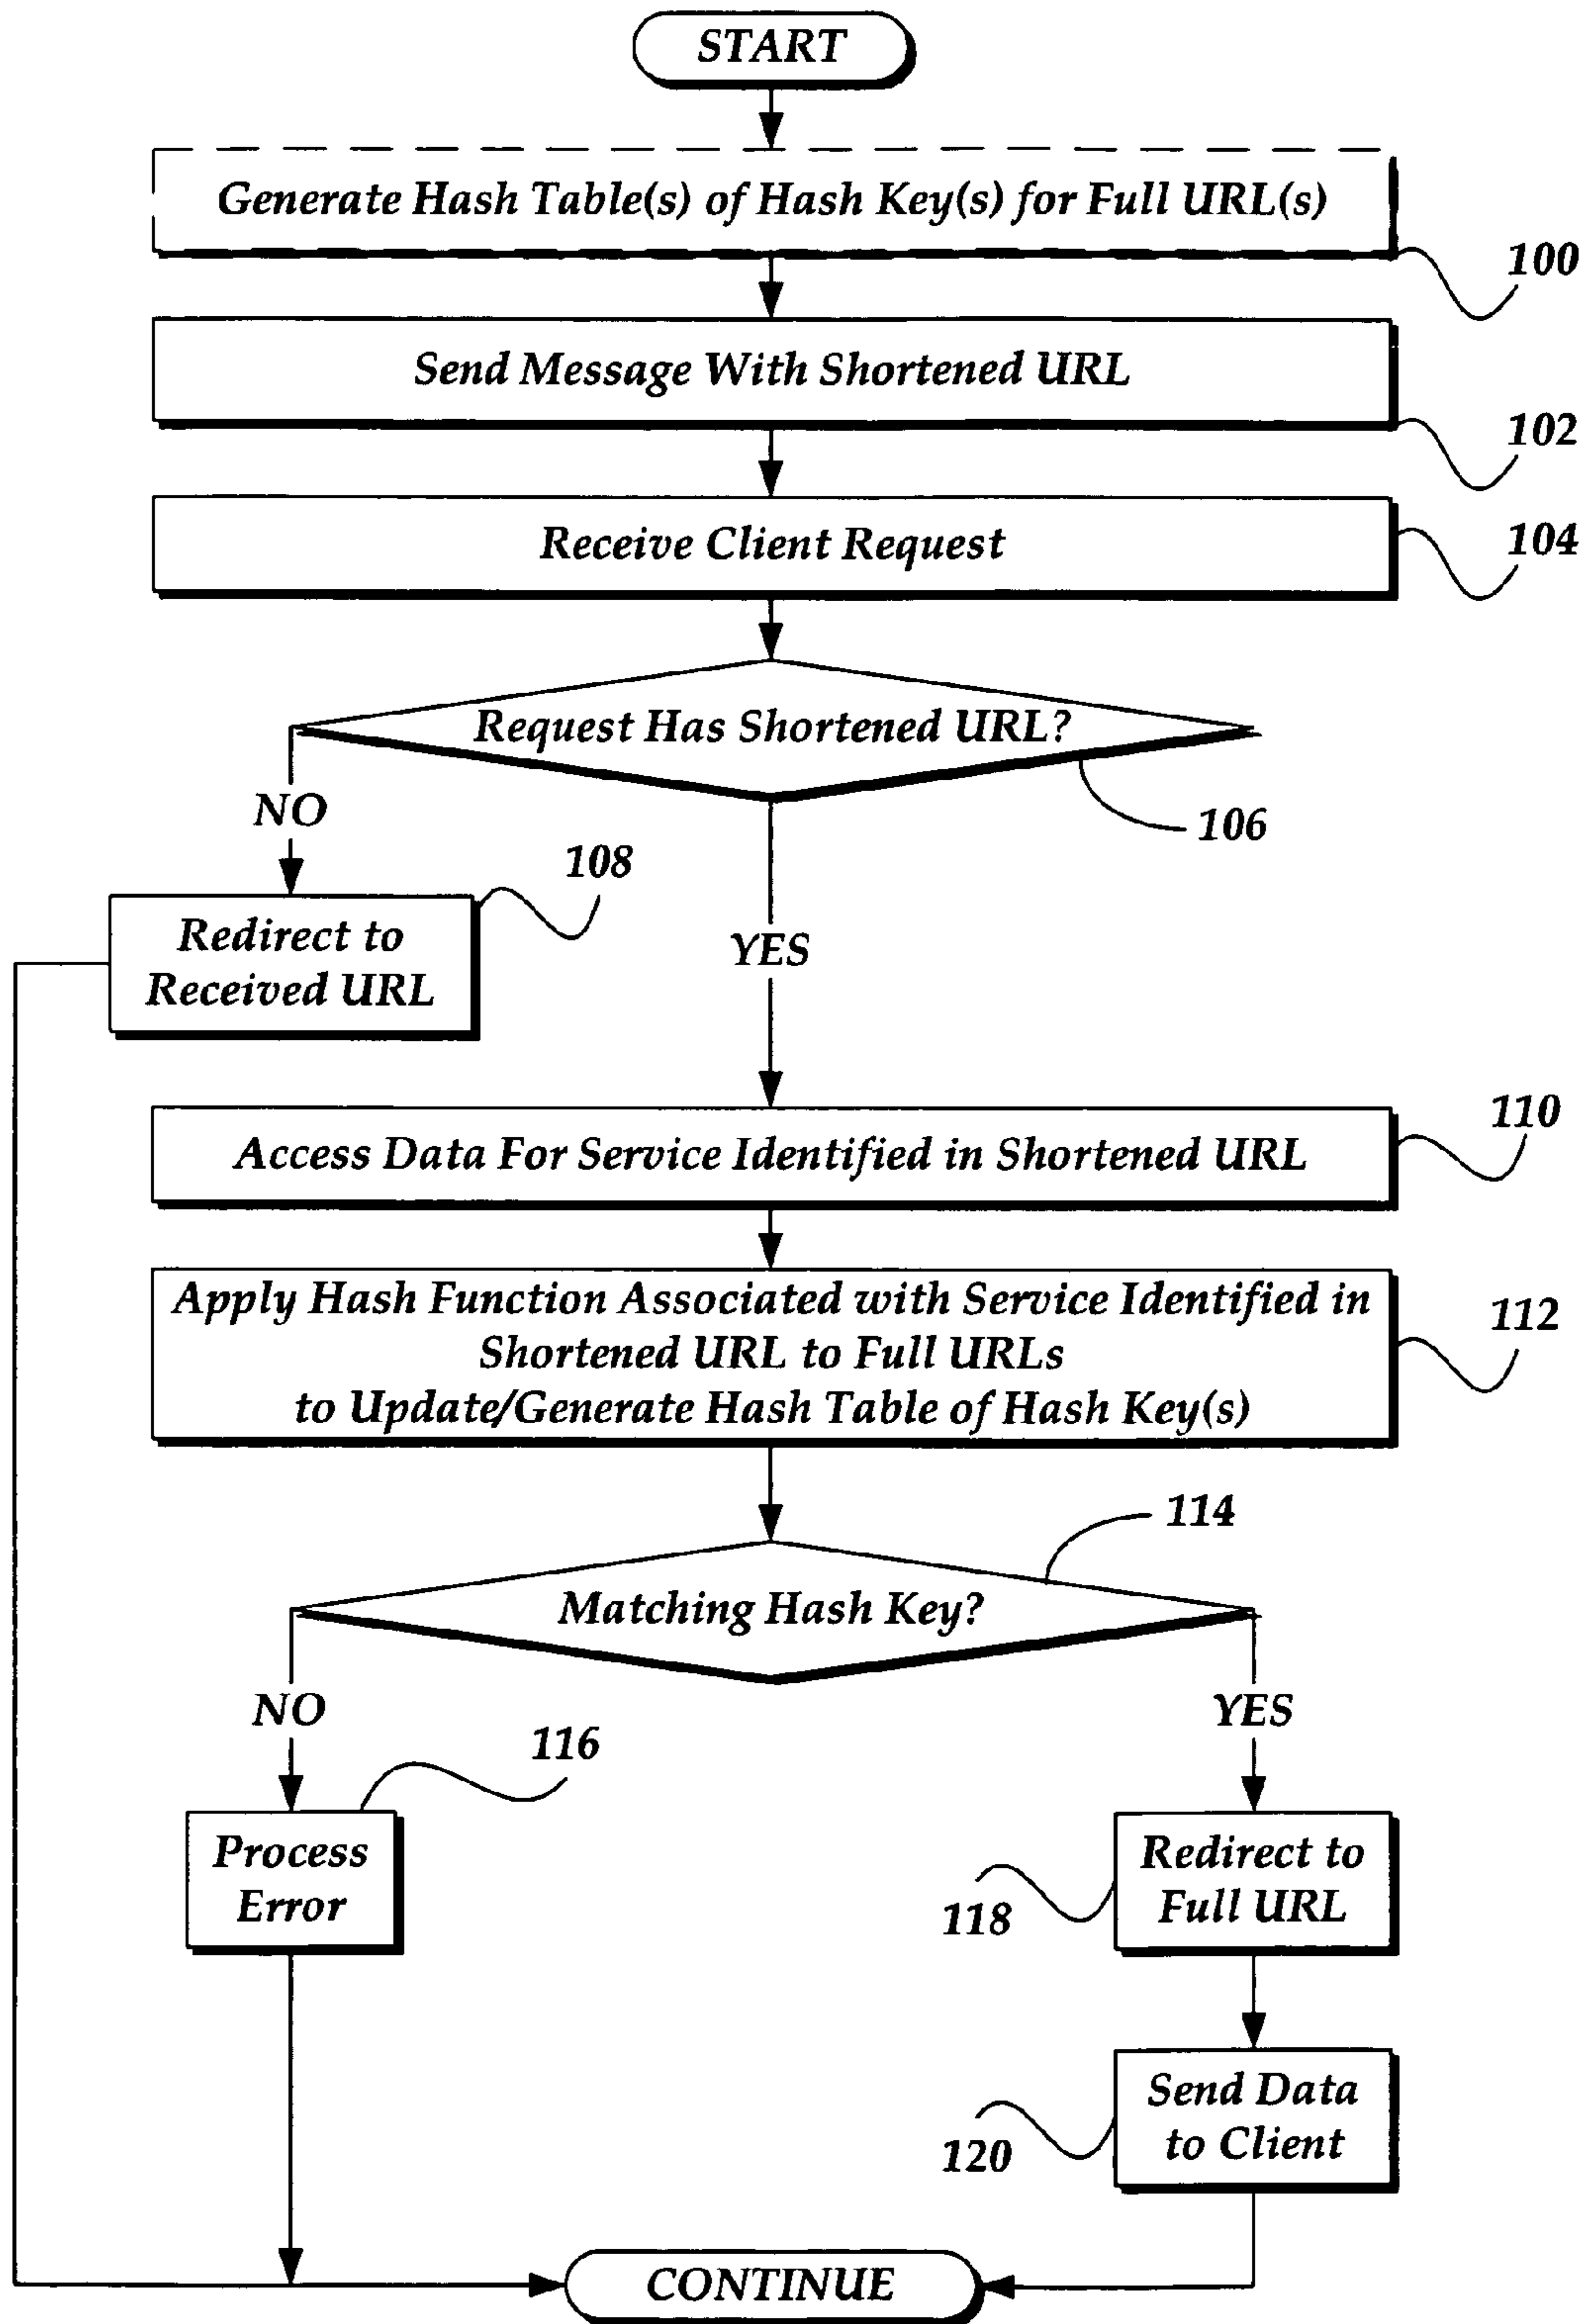 START
Generate Hash Table(s) of Hash Key(s) for Full URL(s)
100
Send Message With Shortened URL
102
Receive Client Request
104
Request Has Shortened URL?
106
NO
108
Redirect to
Received URL
YES
Access Data For Service Identified in Shortened URL
110
Apply Hash Function Associated with Service Identified in
Shortened URL to Full URLs
to Update/Generate Hash Table of Hash Key(s)
112
114
Matching Hash Key?
NO
YES
116
Process
Error
Redirect to
Full URL
118
Send Data
to Client
120
CONTINUE